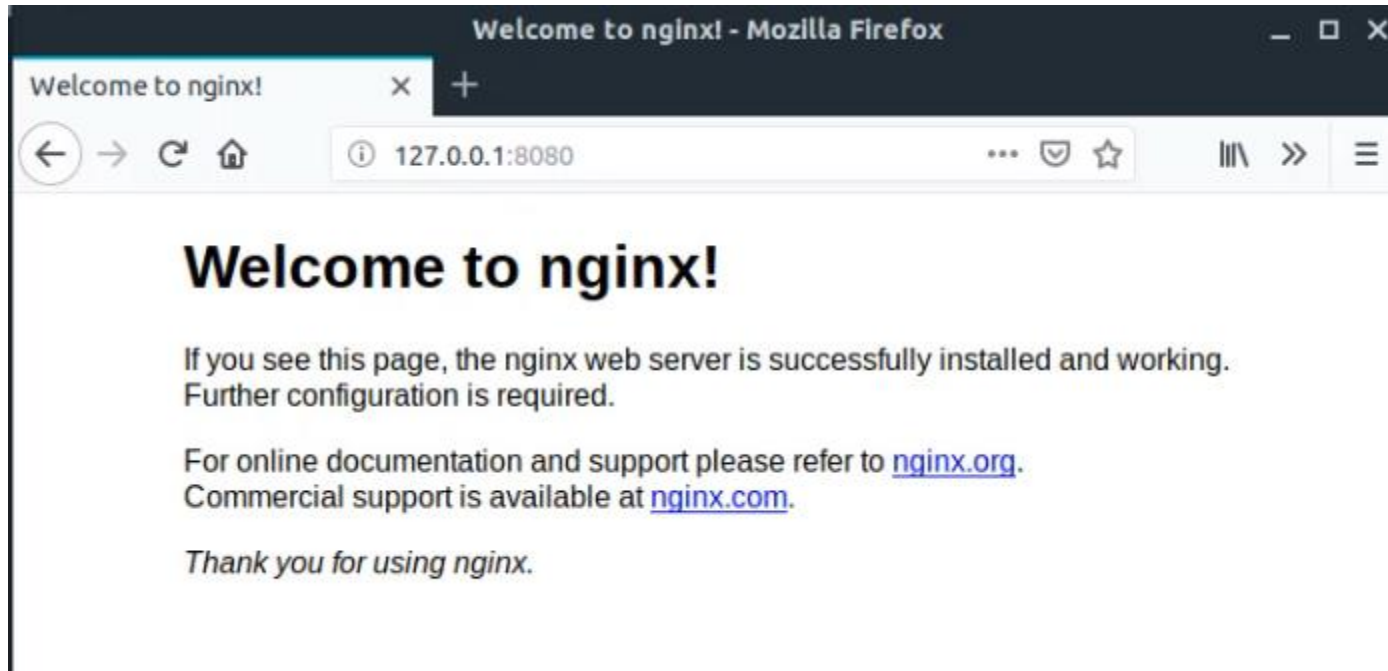 Welcome to nginx! - Mozilla Firefox
Welcome to nginx!
127.0.0.1:8080
Welcome to nginx!
If you see this page, the nginx web server is successfully installed and working.
Further configuration is required.
For online documentation and support please refer to nginx.org.
Commercial support is available at nginx.com.
Thank you for using nginx.